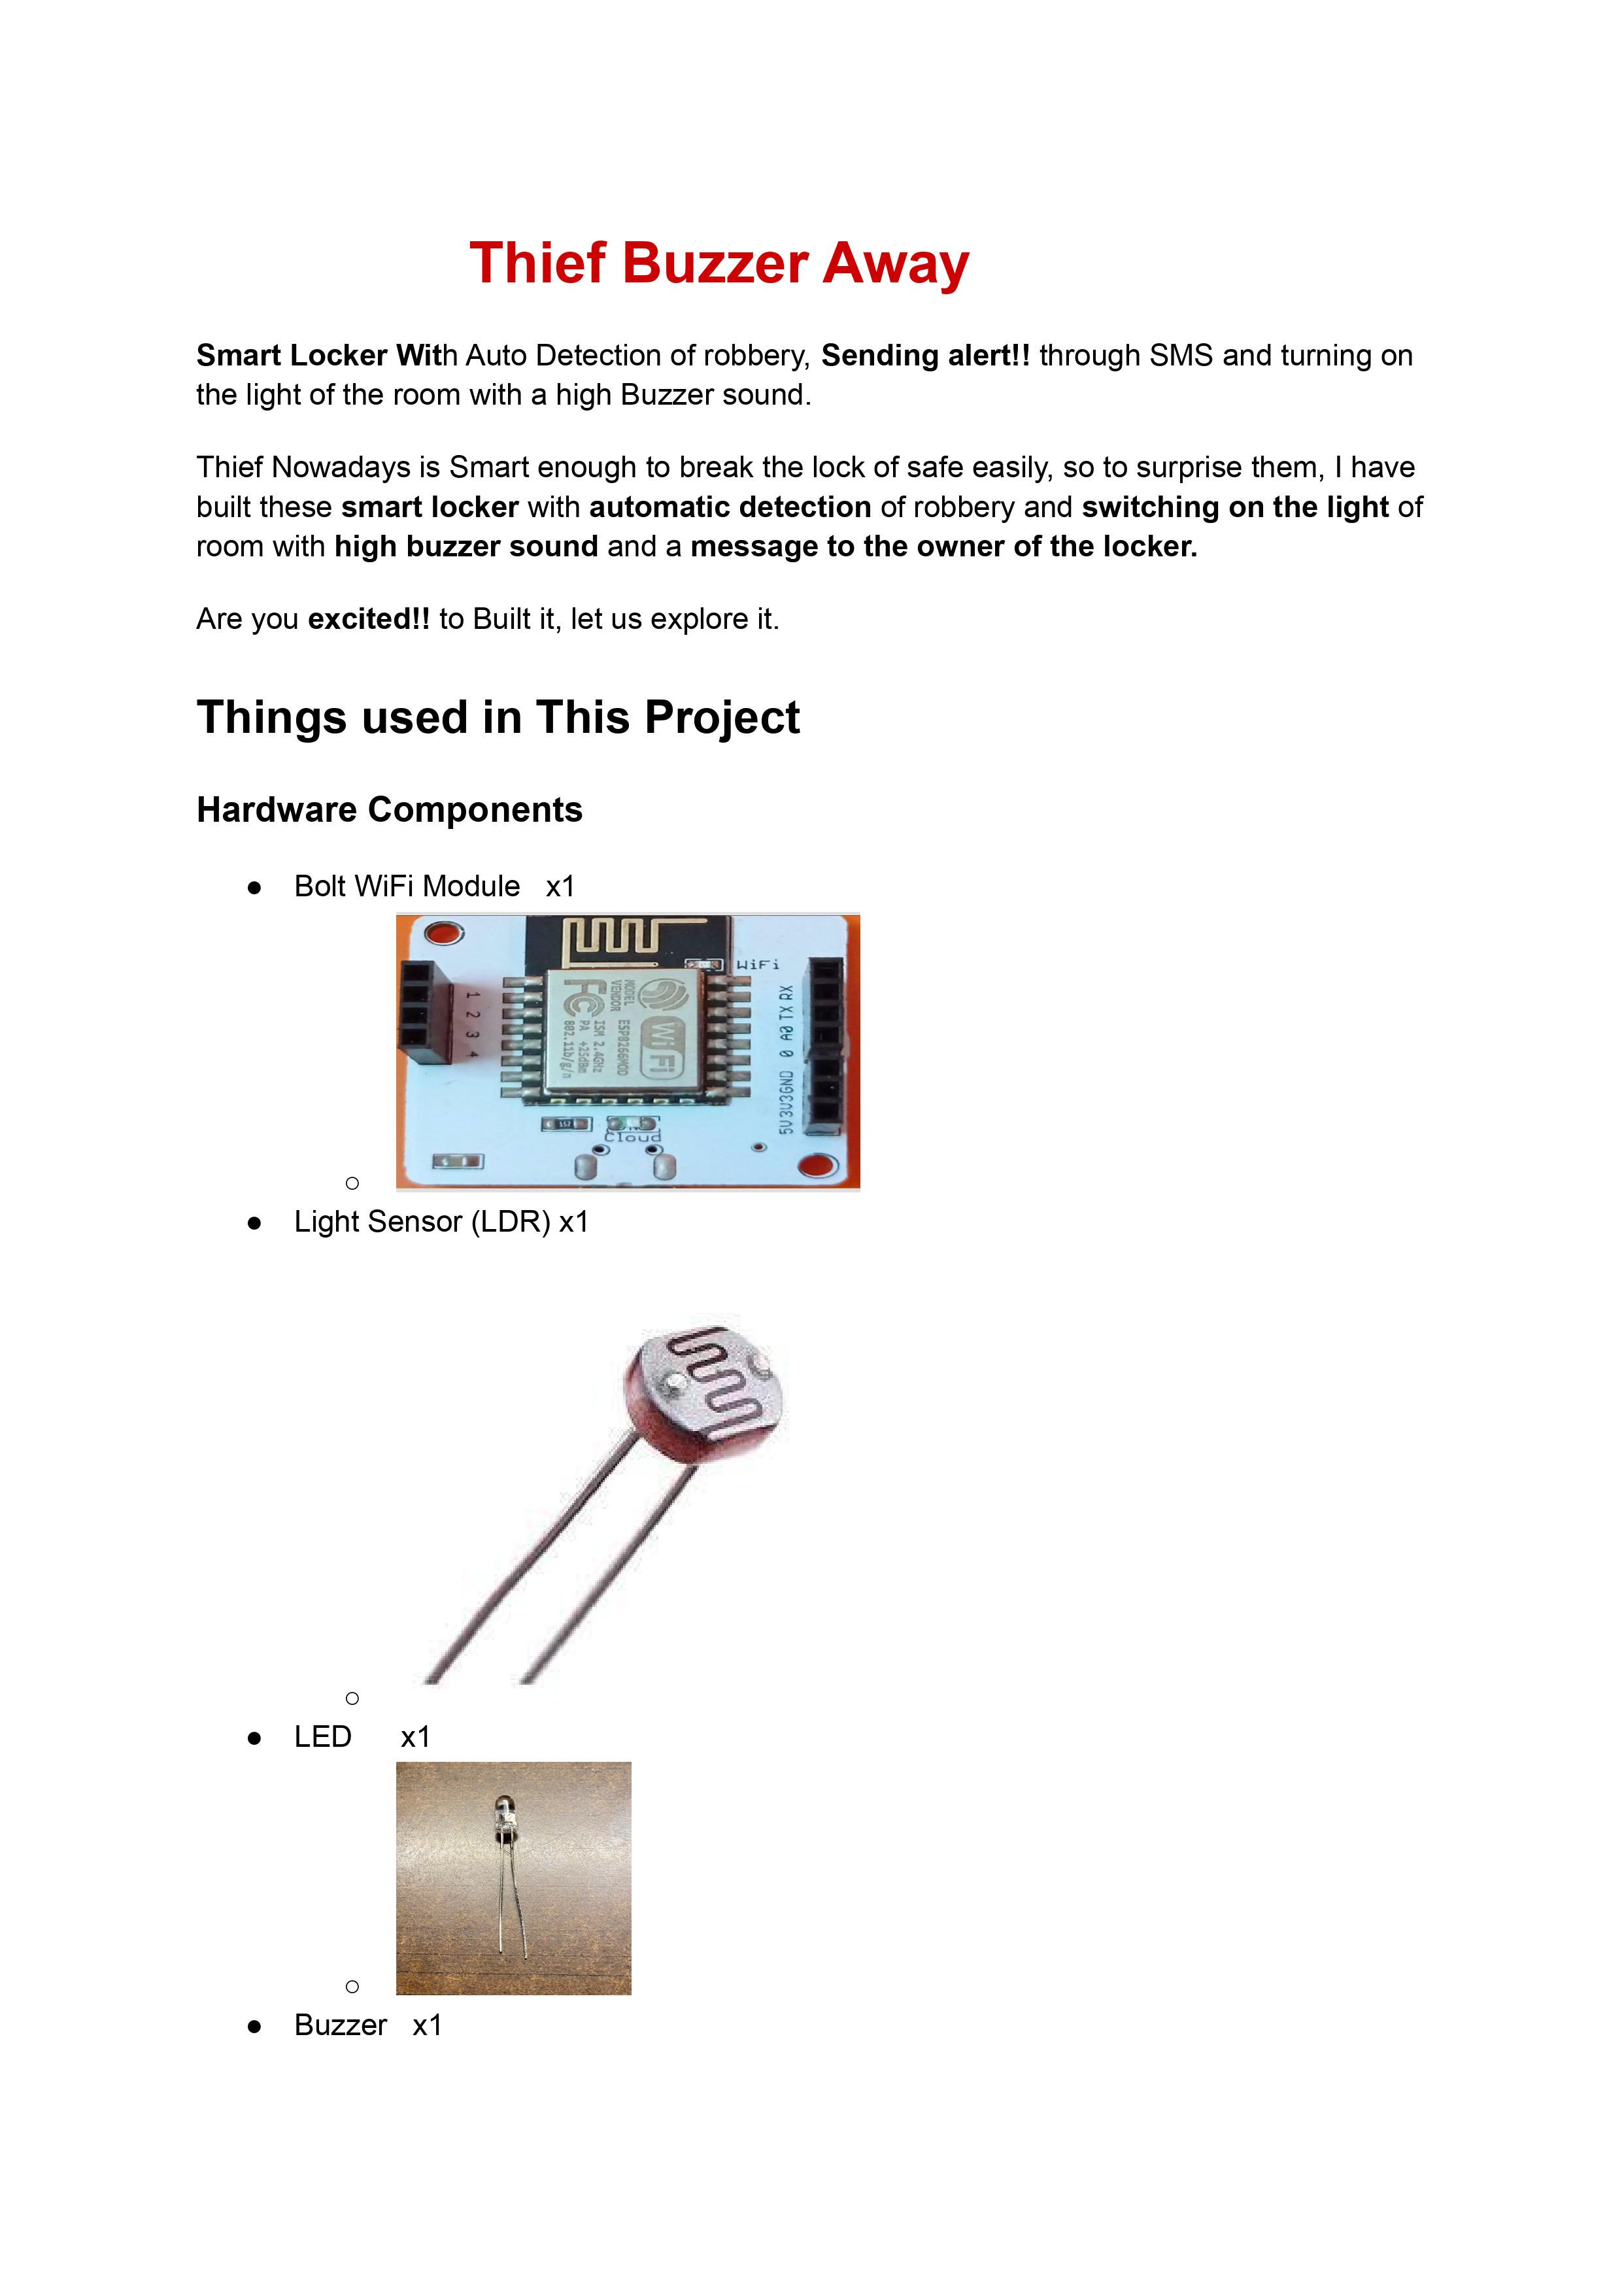 Thief Buzzer Away
Smart Locker With Auto Detection of robbery, Sending alert!! through SMS and turning on
the light of the room with a high Buzzer sound.
Thief Nowadays is Smart enough to break the lock of safe easily, so to surprise them, I have
built these smart locker with automatic detection of robbery and switching on the light of
room with high buzzer sound and a message to the owner of the locker.
Are you excited!! to Built it, let us explore it.
Things used in This Project
Hardware Components
● Bolt WiFi Module x1
WiFi
1 2 3 4
MODEL ESP8266MOD
VENDOR
WiFi
FC
ISM 2.4GHz
PA +25dBm
802.11b/g/n
5V3V3GND 0 A0 TX RX
Cloud
○
● Light Sensor (LDR) x1
○
● LED x1
○
● Buzzer x1